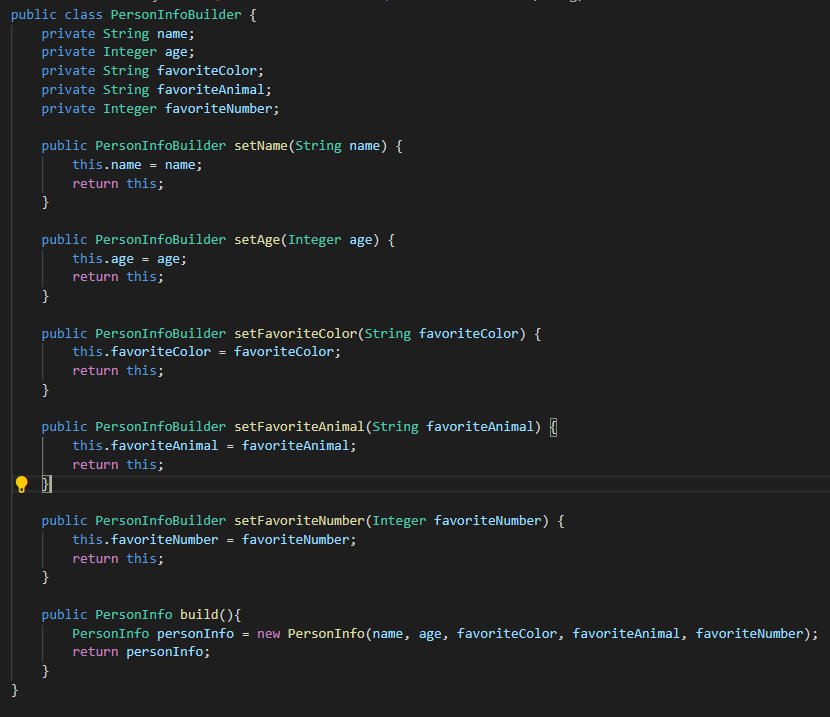 public class PersonInfoBuilder {
    private String name;
    private Integer age;
    private String favoriteColor;
    private String favoriteAnimal;
    private Integer favoriteNumber;

    public PersonInfoBuilder setName(String name) {
        this.name = name;
        return this;
    }

    public PersonInfoBuilder setAge(Integer age) {
        this.age = age;
        return this;
    }

    public PersonInfoBuilder setFavoriteColor(String favoriteColor) {
        this.favoriteColor = favoriteColor;
        return this;
    }

    public PersonInfoBuilder setFavoriteAnimal(String favoriteAnimal) {
        this.favoriteAnimal = favoriteAnimal;
        return this;
    }

    public PersonInfoBuilder setFavoriteNumber(Integer favoriteNumber) {
        this.favoriteNumber = favoriteNumber;
        return this;
    }

    public PersonInfo build(){
        PersonInfo personInfo = new PersonInfo(name, age, favoriteColor, favoriteAnimal, favoriteNumber);
        return personInfo;
    }
}